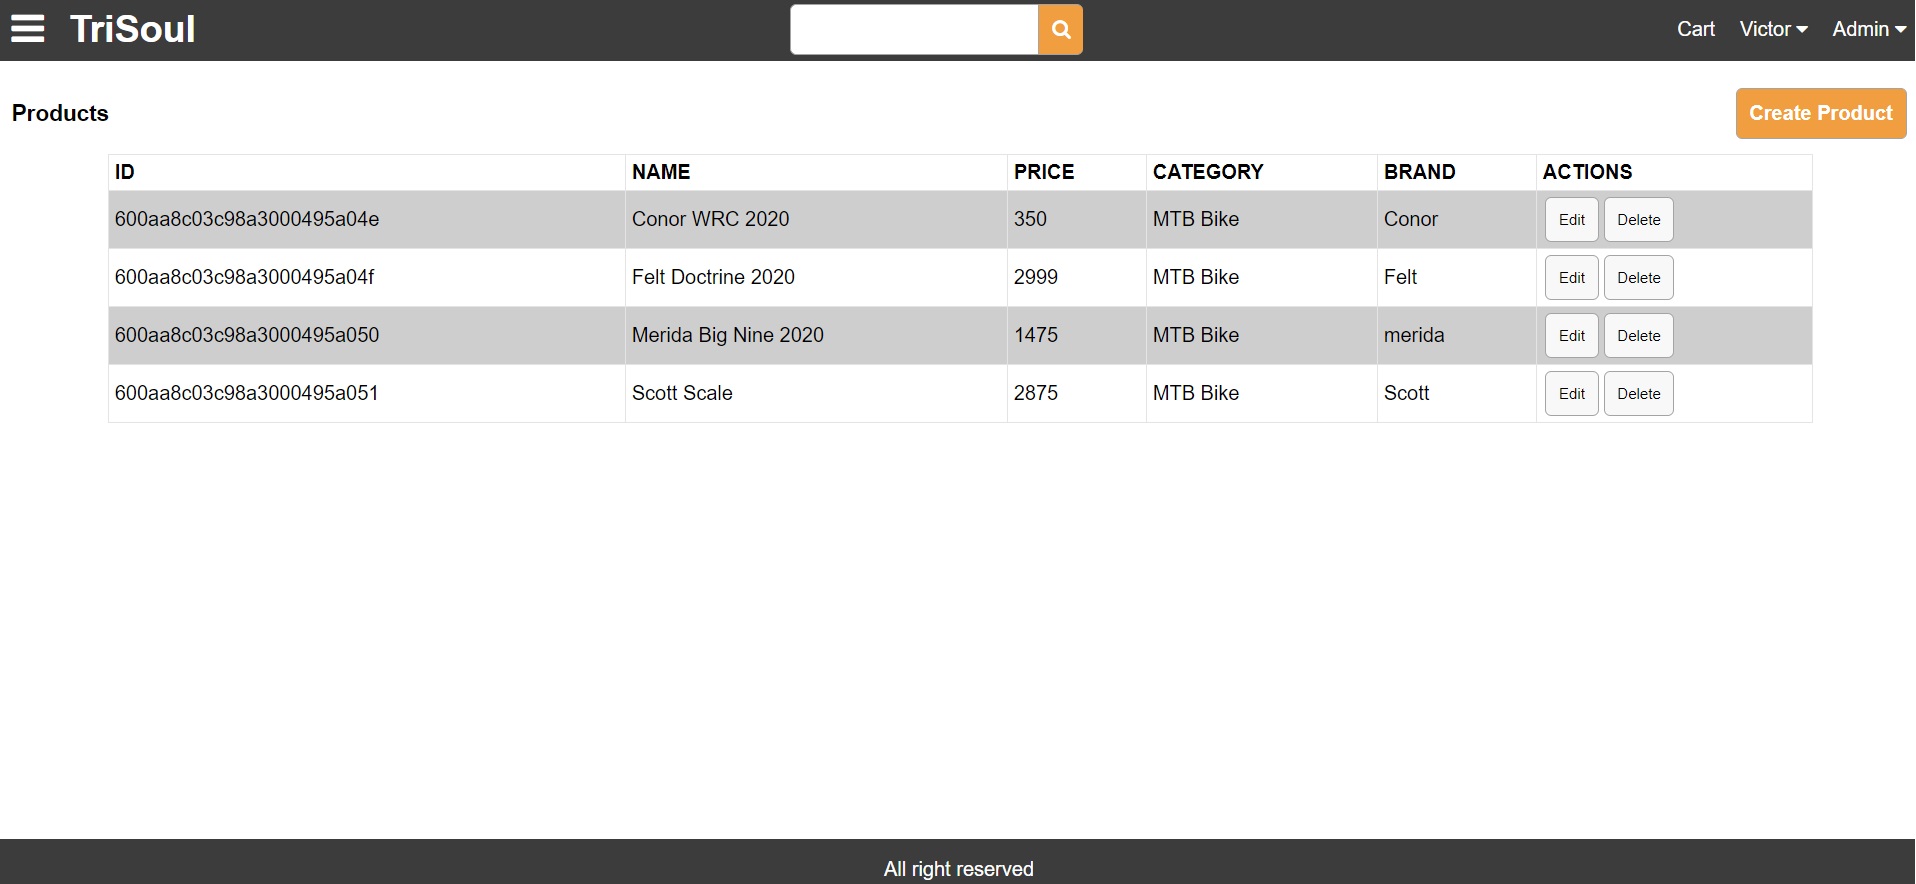 TriSoul Cart Victor Admin
Products Create Product
ID NAME PRICE CATEGORY BRAND ACTIONS
600aa8c03c98a3000495a04e Conor WRC 2020 350 MTB Bike Conor Edit Delete
600aa8c03c98a3000495a04f Felt Doctrine 2020 2999 MTB Bike Felt Edit Delete
600aa8c03c98a3000495a050 Merida Big Nine 2020 1475 MTB Bike merida Edit Delete
600aa8c03c98a3000495a051 Scott Scale 2875 MTB Bike Scott Edit Delete
All right reserved